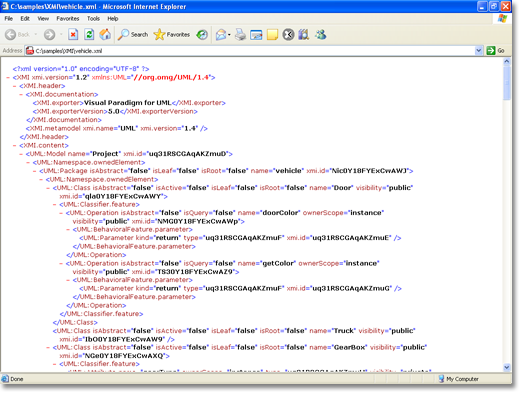 C:\samples\XMI\vehicle.xml - Microsoft Internet Explorer
File Edit View Favorites Tools Help
Back Search Favorites
Address C:\samples\XMI\vehicle.xml Go
<?xml version="1.0" encoding="UTF-8" ?>
- <XMI xmi.version="1.2" xmlns:UML="//org.omg/UML/1.4">
- <XMI.header>
- <XMI.documentation>
<XMI.exporter>Visual Paradigm for UML</XMI.exporter>
<XMI.exporterVersion>5.0</XMI.exporterVersion>
</XMI.documentation>
<XMI.metamodel xmi.name="UML" xmi.version="1.4" />
</XMI.header>
- <XMI.content>
- <UML:Model name="Project" xmi.id="uq31RSCGAqAKZmuD">
- <UML:Namespace.ownedElement>
- <UML:Package isAbstract="false" isLeaf="false" isRoot="false" name="vehicle" xmi.id="Nic0Y18FYExCwAWJ">
- <UML:Namespace.ownedElement>
- <UML:Class isAbstract="false" isActive="false" isLeaf="false" isRoot="false" name="Door" visibility="public"
xmi.id="qla0Y18FYExCwAWY">
- <UML:Classifier.feature>
- <UML:Operation isAbstract="false" isQuery="false" name="doorColor" ownerScope="instance"
visibility="public" xmi.id="NMG0Y18FYExCwAWp">
- <UML:BehavioralFeature.parameter>
<UML:Parameter kind="return" type="uq31RSCGAqAKZmuF" xmi.id="uq31RSCGAqAKZmuE" />
</UML:BehavioralFeature.parameter>
</UML:Operation>
- <UML:Operation isAbstract="false" isQuery="false" name="getColor" ownerScope="instance"
visibility="public" xmi.id="TS30Y18FYExCwAZ9">
- <UML:BehavioralFeature.parameter>
<UML:Parameter kind="return" type="uq31RSCGAqAKZmuF" xmi.id="uq31RSCGAqAKZmuG" />
</UML:BehavioralFeature.parameter>
</UML:Operation>
</UML:Classifier.feature>
</UML:Class>
<UML:Class isAbstract="false" isActive="false" isLeaf="false" isRoot="false" name="Truck" visibility="public"
xmi.id="IbO0Y18FYExCwAW9" />
- <UML:Class isAbstract="false" isActive="false" isLeaf="false" isRoot="false" name="GearBox" visibility="public"
xmi.id="NGe0Y18FYExCwAXQ">
- <UML:Classifier.feature>
Done My Computer